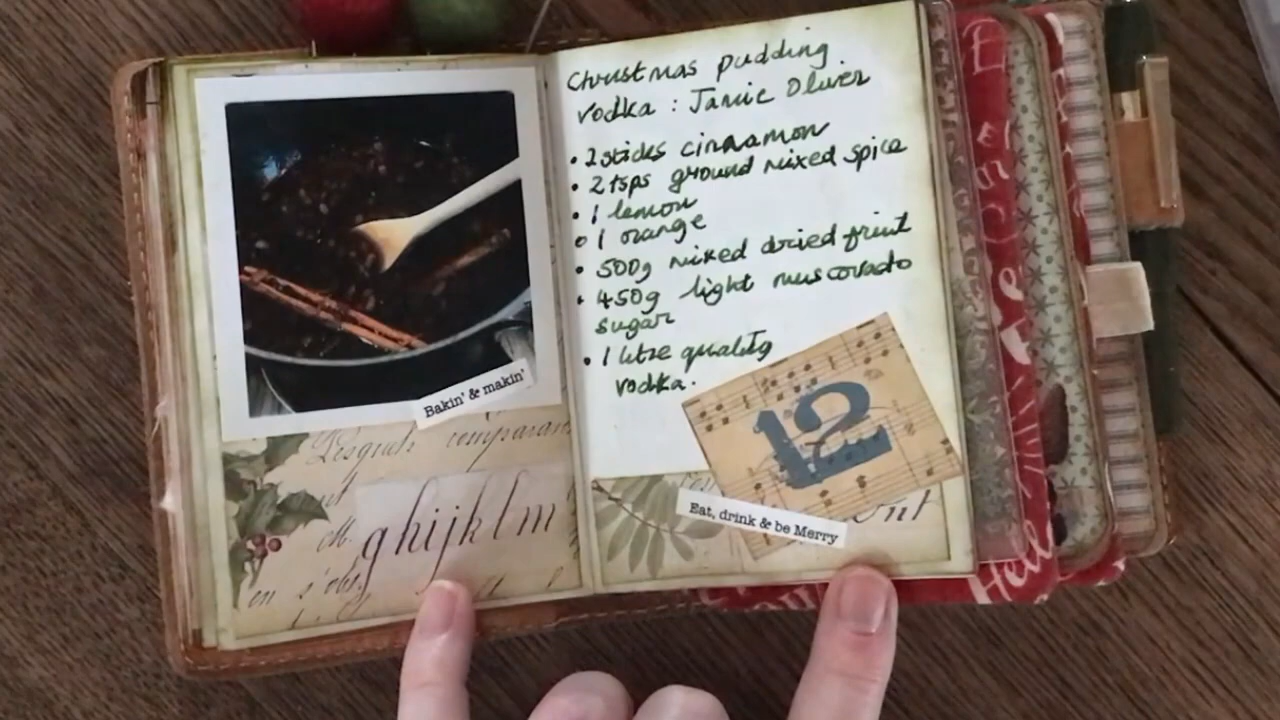 Bakin' & makin'
ghijklm
Christmas pudding
vodka : Jamie Oliver
• 2 sticks cinnamon
• 2 tsps ground mixed spice
• 1 lemon
• 1 orange
• 500g mixed dried fruit
• 450g light muscovado
sugar
• 1 litre quality
vodka.
12
Eat, drink & be Merry